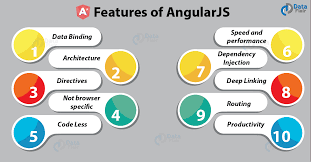 Features of AngularJS
Data
Flair
1
Data Binding
Architecture
2
3
Directives
Not browser
specific
4
5
Code Less
Speed and
performance
6
7
Dependency
Injection
Deep Linking
8
9
Routing
Productivity
10